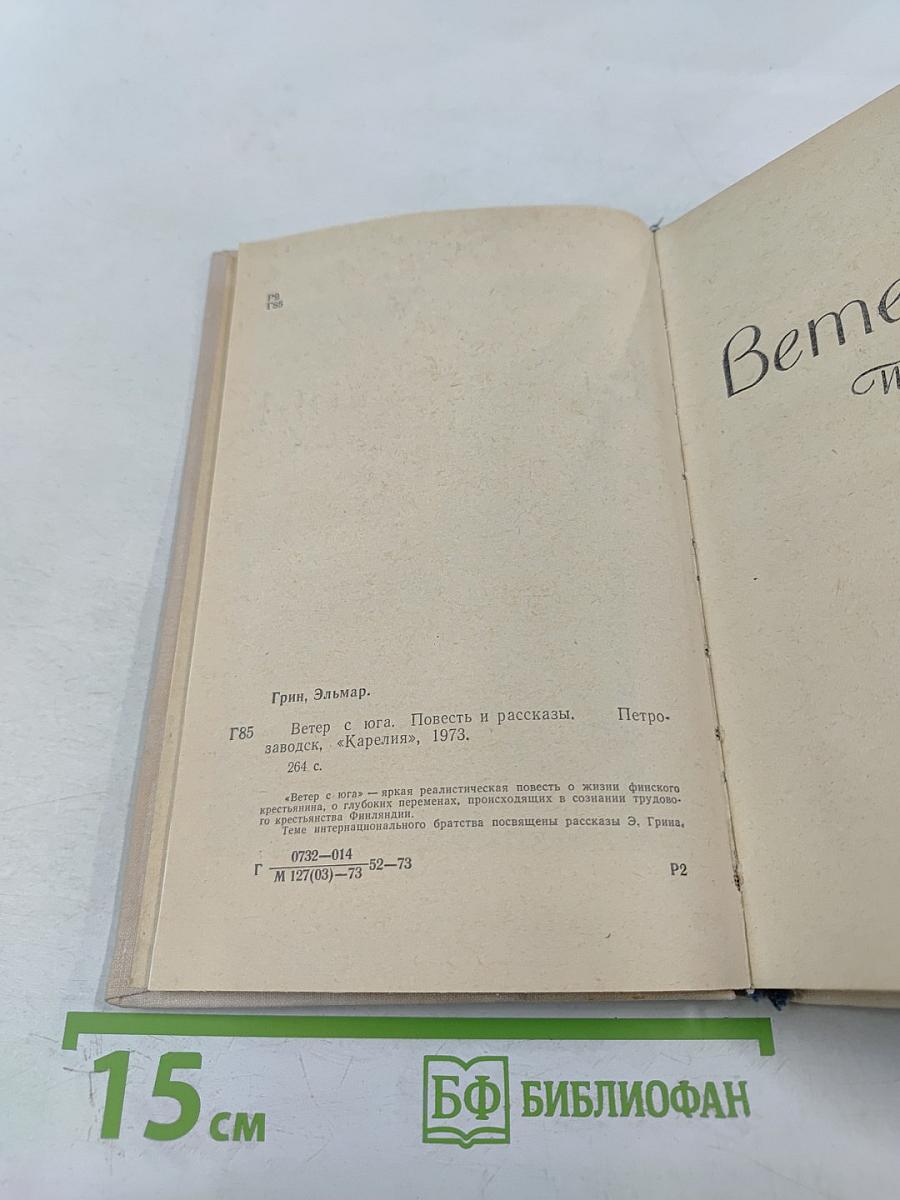 Р2
Г85
Грин, Эльмар.
Г85 Ветер с юга. Повесть и рассказы. Петро-
заводск, «Карелия», 1973.
264 с.
«Ветер с юга» — яркая реалистическая повесть о жизни финского
крестьянина, о глубоких переменах, происходящих в сознании трудово-
го крестьянства Финляндии.
Теме интернационального братства посвящены рассказы Э. Грина.
0732—014
Г М 127(03)—73 52—73 Р2
Вете
15 см
БФ БИБЛИОФАН